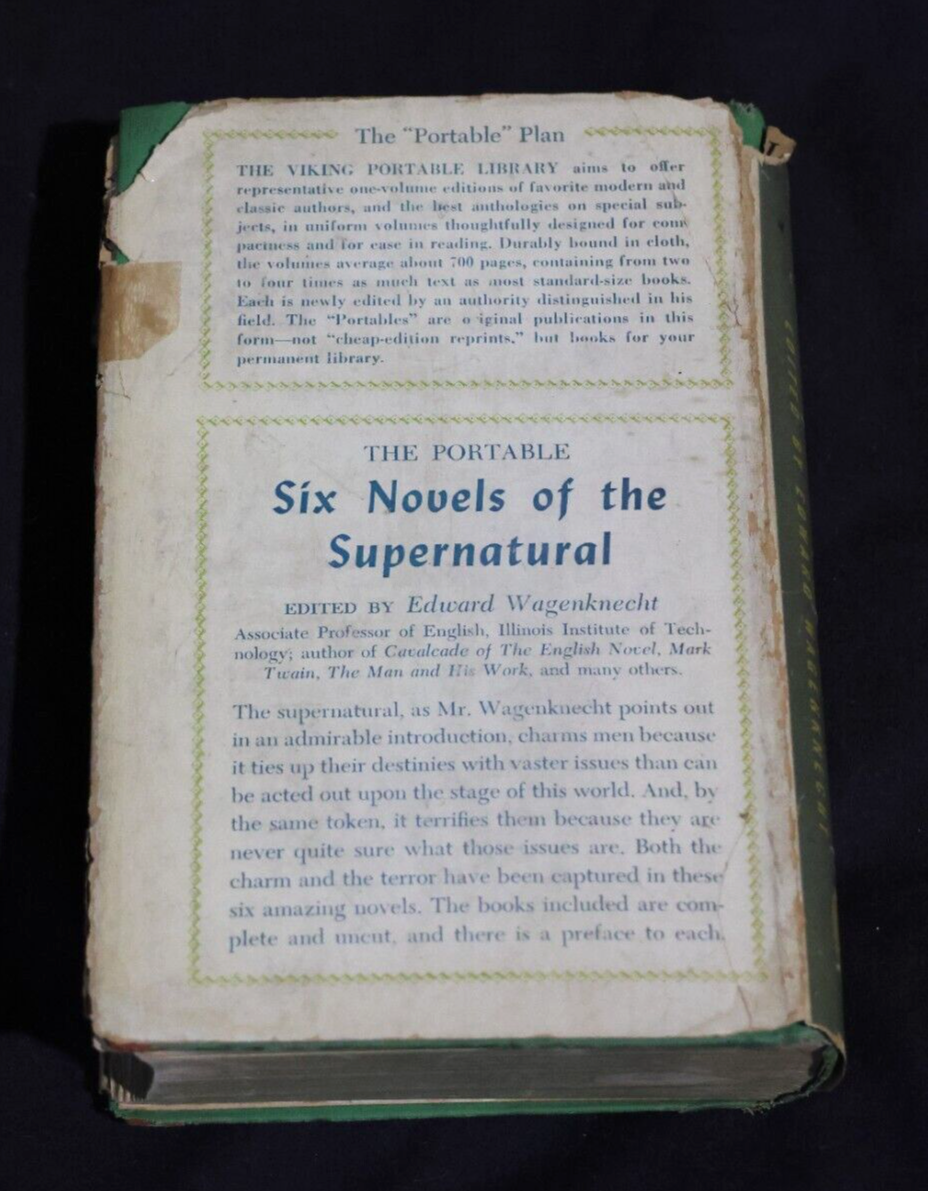 The "Portable" Plan
THE VIKING PORTABLE LIBRARY aims to offer
representative one-volume editions of favorite modern and
classic authors, and the best anthologies on special sub-
jects, in uniform volumes thoughtfully designed for com
pactness and for ease in reading. Durably bound in cloth,
the volumes average about 700 pages, containing from two
to four times as much text as most standard-size books.
Each is newly edited by an authority distinguished in his
field. The "Portables" are o iginal publications in this
form—not "cheap-edition reprints," but books for your
permanent library.
THE PORTABLE
Six Novels of the
Supernatural
EDITED BY Edward Wagenknecht
Associate Professor of English, Illinois Institute of Tech-
nology; author of Cavalcade of The English Novel, Mark
Twain, The Man and His Work, and many others.
The supernatural, as Mr. Wagenknecht points out
in an admirable introduction, charms men because
it ties up their destinies with vaster issues than can
be acted out upon the stage of this world. And, by
the same token, it terrifies them because they are
never quite sure what those issues are. Both the
charm and the terror have been captured in these
six amazing novels. The books included are com-
plete and uncut, and there is a preface to each.
EDITED BY EDWARD WAGENKNECHT